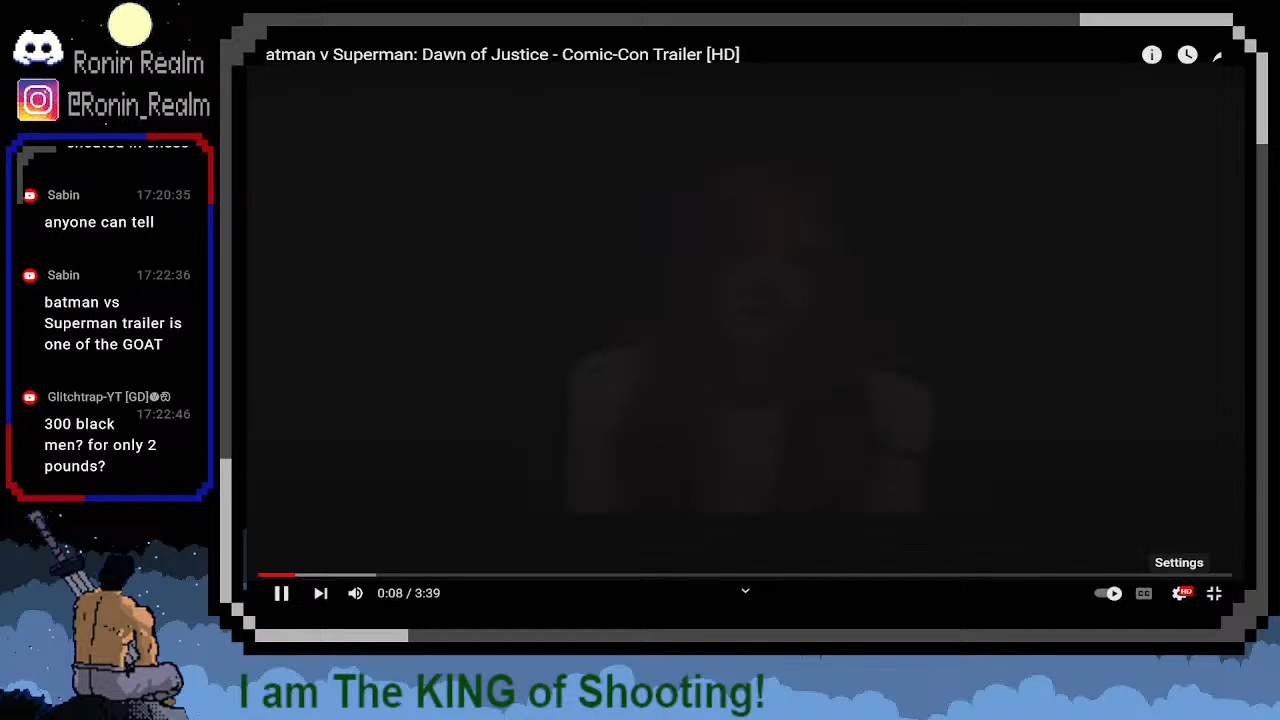 Ronin Realm
@Ronin_Realm
Sabin 17:20:35
anyone can tell
Sabin 17:22:36
batman vs
Superman trailer is
one of the GOAT
Glitchtrap-YT [GD]
17:22:46
300 black
men? for only 2
pounds?
atman v Superman: Dawn of Justice - Comic-Con Trailer [HD]
Settings
0:08 / 3:39
CC
HD
I am The KING of Shooting!